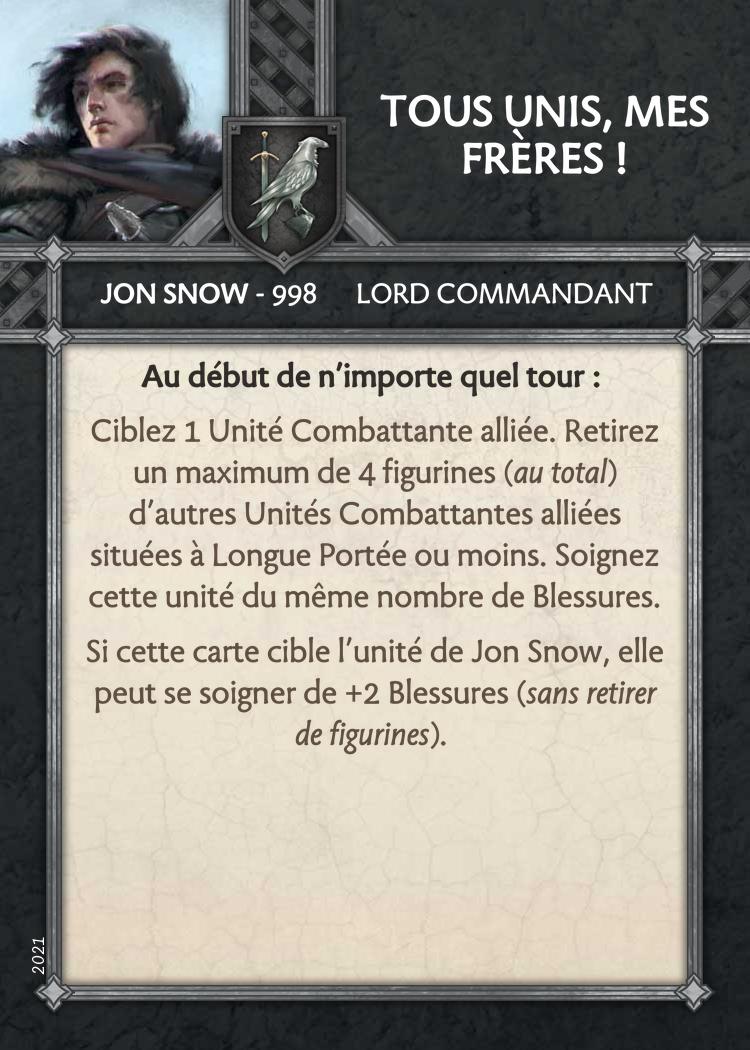 TOUS UNIS, MES
FRÈRES !
JON SNOW - 998 LORD COMMANDANT
Au début de n'importe quel tour :
Ciblez 1 Unité Combattante alliée. Retirez
un maximum de 4 figurines (au total)
d'autres Unités Combattantes alliées
situées à Longue Portée ou moins. Soignez
cette unité du même nombre de Blessures.
Si cette carte cible l'unité de Jon Snow, elle
peut se soigner de +2 Blessures (sans retirer
de figurines).
2021